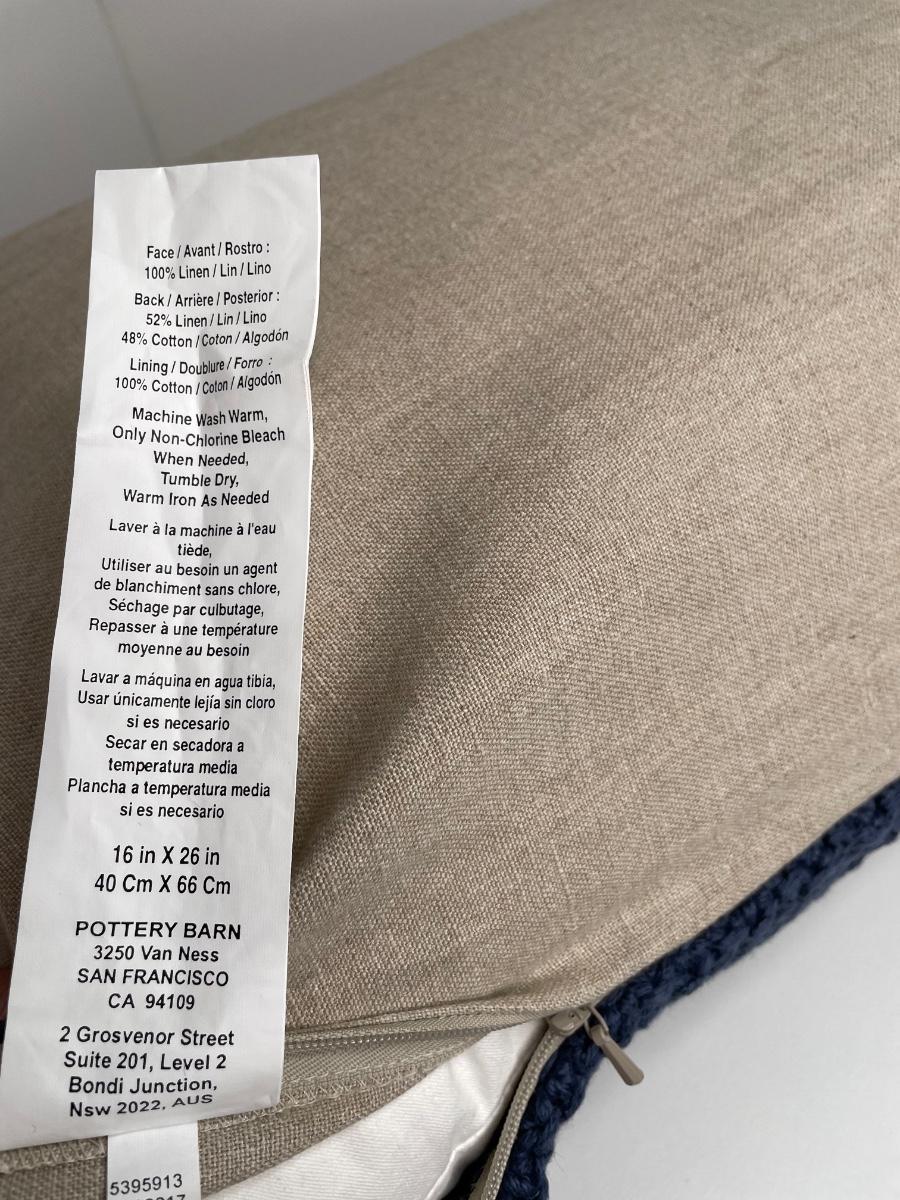 Face / Avant / Rostro :
100% Linen / Lin / Lino
Back / Arrière / Posterior :
52% Linen / Lin / Lino
48% Cotton / Coton / Algodón
Lining / Doublure / Forro :
100% Cotton / Coton / Algodón
Machine Wash Warm,
Only Non-Chlorine Bleach
When Needed,
Tumble Dry,
Warm Iron As Needed
Laver à la machine à l'eau
tiède,
Utiliser au besoin un agent
de blanchiment sans chlore,
Séchage par culbutage,
Repasser à une température
moyenne au besoin
Lavar a máquina en agua tibia,
Usar únicamente lejía sin cloro
si es necesario
Secar en secadora a
temperatura media
Plancha a temperatura media
si es necesario
16 in X 26 in
40 Cm X 66 Cm
POTTERY BARN
3250 Van Ness
SAN FRANCISCO
CA 94109
2 Grosvenor Street
Suite 201, Level 2
Bondi Junction,
Nsw 2022, AUS
5395913